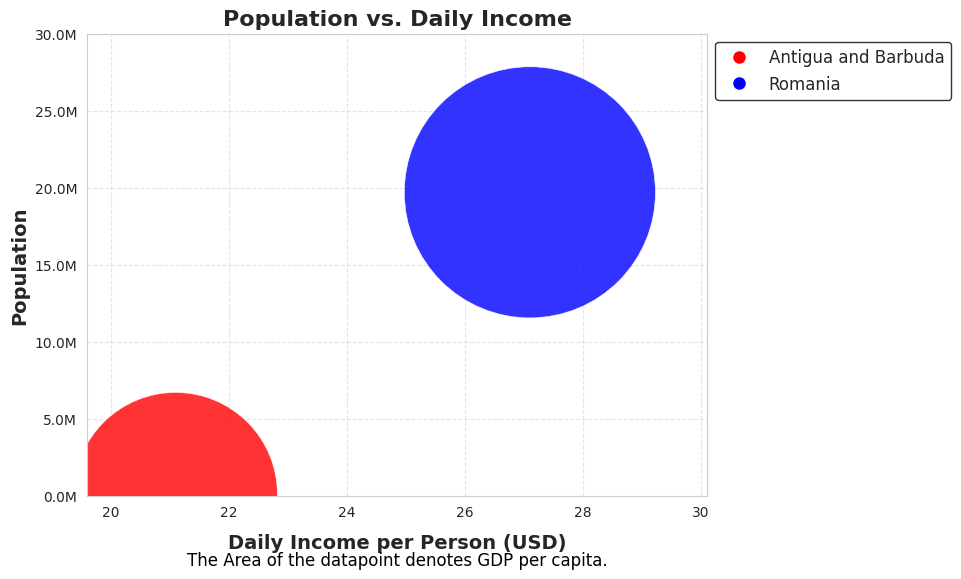 Population vs. Daily Income
30.0M
25.0M
20.0M
15.0M
10.0M
5.0M
0.0M
Population
20 22 24 26 28 30
Daily Income per Person (USD)
The Area of the datapoint denotes GDP per capita.
Antigua and Barbuda
Romania